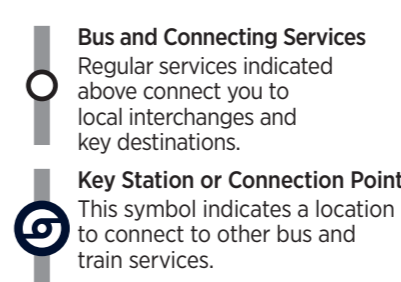 Bus and Connecting Services
Regular services indicated
above connect you to
local interchanges and
key destinations.
Key Station or Connection Point
This symbol indicates a location
to connect to other bus and
train services.